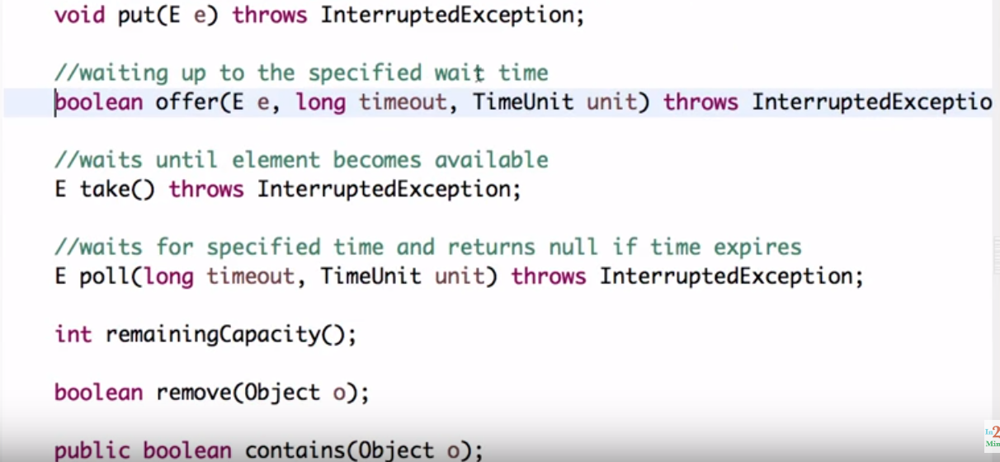 void put(E e) throws InterruptedException;
//waiting up to the specified wait time
boolean offer(E e, long timeout, TimeUnit unit) throws InterruptedExceptio
//waits until element becomes available
E take() throws InterruptedException;
//waits for specified time and returns null if time expires
E poll(long timeout, TimeUnit unit) throws InterruptedException;
int remainingCapacity();
boolean remove(Object o);
public boolean contains(Object o);
In2
Min